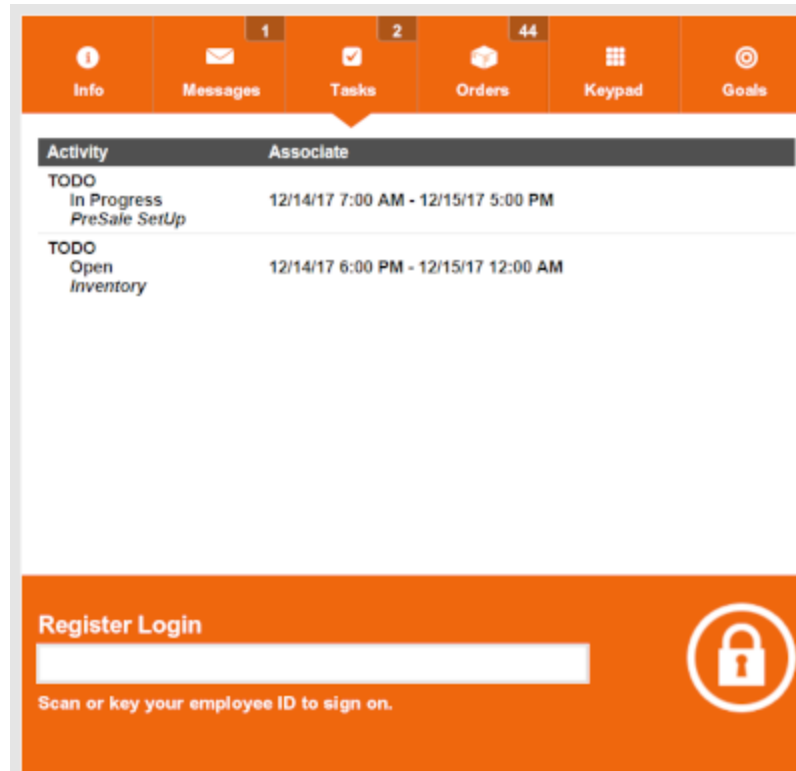 1 2 44
Info Messages Tasks Orders Keypad Goals
Activity Associate
TODO
In Progress 12/14/17 7:00 AM - 12/15/17 5:00 PM
PreSale SetUp
TODO
Open 12/14/17 6:00 PM - 12/15/17 12:00 AM
Inventory
Register Login
Scan or key your employee ID to sign on.